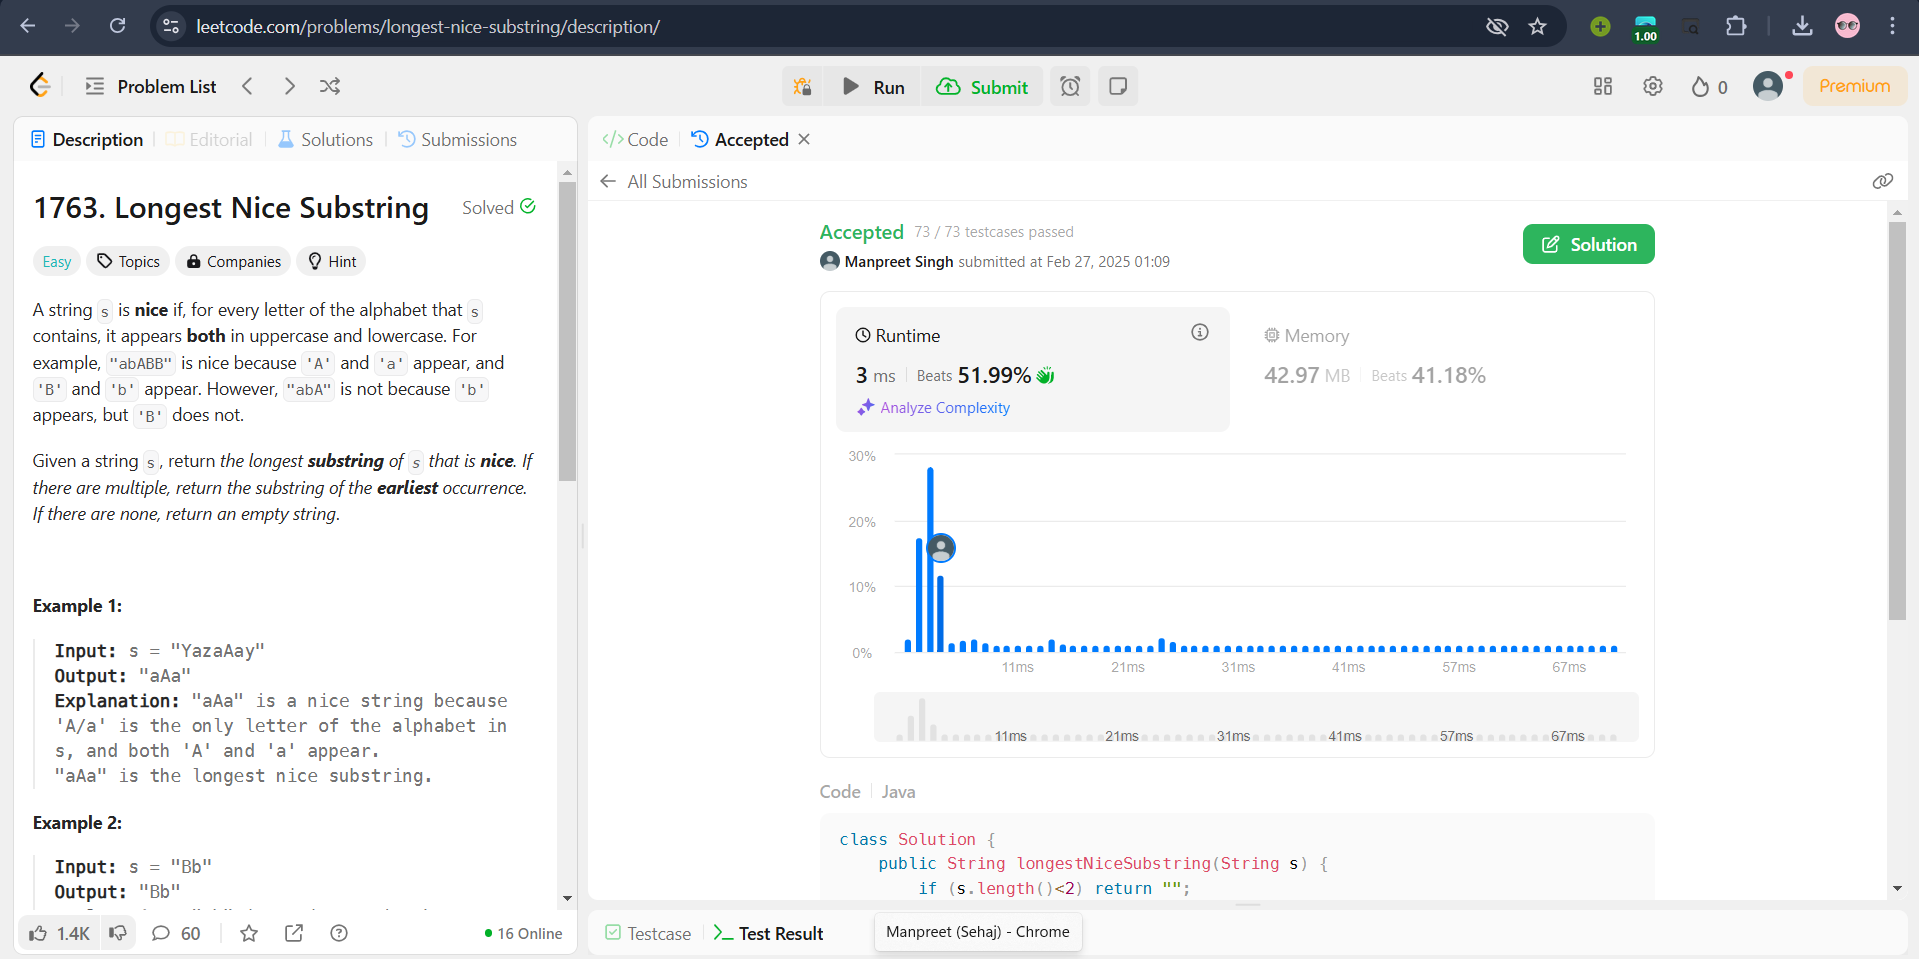 leetcode.com/problems/longest-nice-substring/description/
1.00
Problem List
Run
Submit
0
Premium
Description
Editorial
Solutions
Submissions
1763. Longest Nice Substring
Solved
Easy
Topics
Companies
Hint
A string s is nice if, for every letter of the alphabet that s
contains, it appears both in uppercase and lowercase. For
example, "abABB" is nice because 'A' and 'a' appear, and
'B' and 'b' appear. However, "abA" is not because 'b'
appears, but 'B' does not.
Given a string s, return the longest substring of s that is nice. If
there are multiple, return the substring of the earliest occurrence.
If there are none, return an empty string.
Example 1:
Input: s = "YazaAay"
Output: "aAa"
Explanation: "aAa" is a nice string because
'A/a' is the only letter of the alphabet in
s, and both 'A' and 'a' appear.
"aAa" is the longest nice substring.
Example 2:
Input: s = "Bb"
Output: "Bb"
1.4K
60
16 Online
</> Code
Accepted
All Submissions
Accepted 73 / 73 testcases passed
Manpreet Singh submitted at Feb 27, 2025 01:09
Solution
Runtime
3 ms | Beats 51.99%
Analyze Complexity
Memory
42.97 MB | Beats 41.18%
30%
20%
10%
0%
11ms 21ms 31ms 41ms 57ms 67ms
11ms 21ms 31ms 41ms 57ms 67ms
Code | Java
class Solution {
public String longestNiceSubstring(String s) {
if (s.length()<2) return "";
Testcase
Test Result
Manpreet (Sehaj) - Chrome